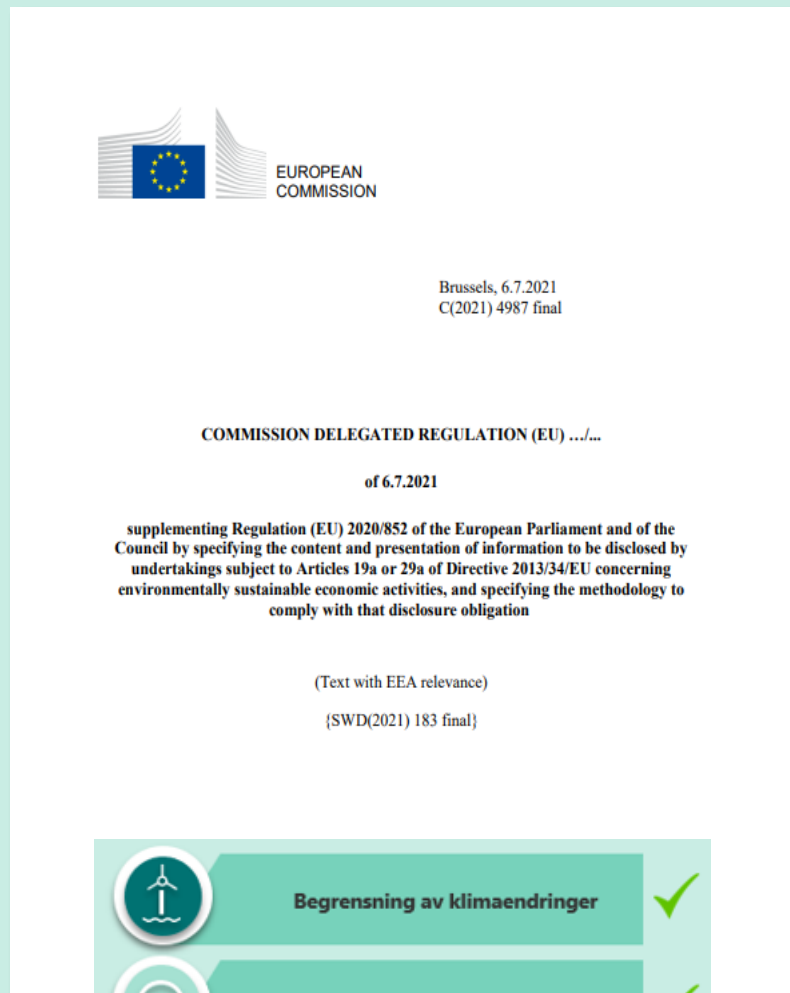 EUROPEAN
COMMISSION
Brussels, 6.7.2021
C(2021) 4987 final
COMMISSION DELEGATED REGULATION (EU) …/...
of 6.7.2021
supplementing Regulation (EU) 2020/852 of the European Parliament and of the
Council by specifying the content and presentation of information to be disclosed by
undertakings subject to Articles 19a or 29a of Directive 2013/34/EU concerning
environmentally sustainable economic activities, and specifying the methodology to
comply with that disclosure obligation
(Text with EEA relevance)
{SWD(2021) 183 final}
Begrensning av klimaendringer